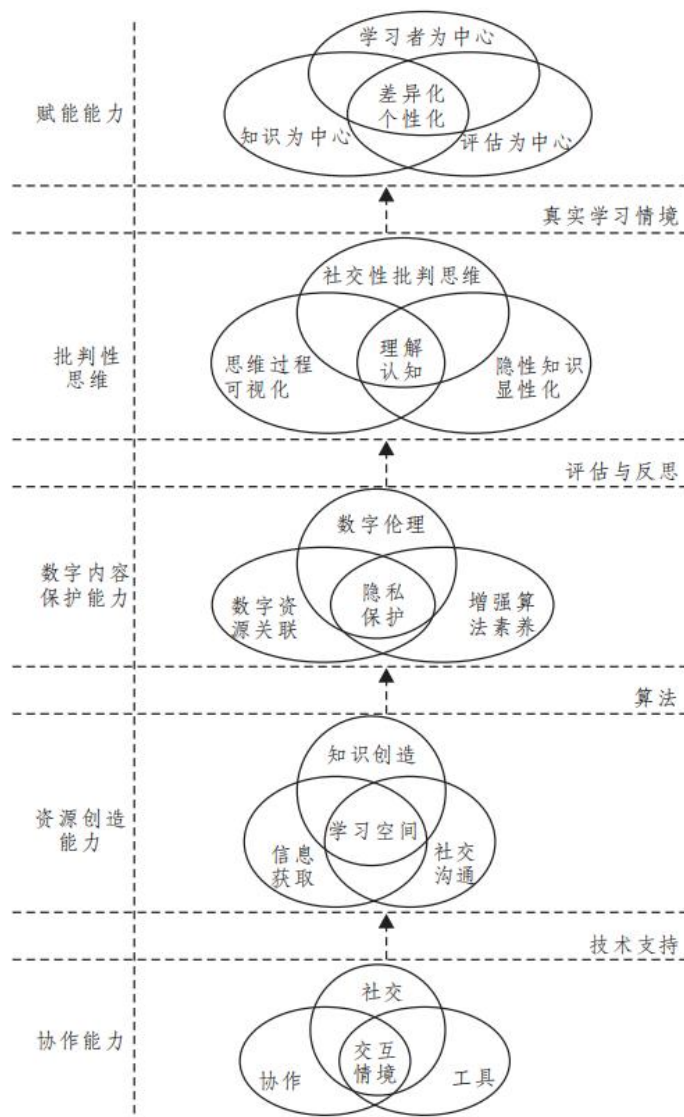 学习者为中心
差异化
个性化
赋能能力
知识为中心
评估为中心
真实学习情境
社交性批判思维
批判性
思维
思维过程
可视化
理解
认知
隐性知识
显性化
评估与反思
数字伦理
数字内容
保护能力
数字资
源关联
隐私
保护
增强算
法素养
算法
知识创造
资源创造
能力
学习空间
信息
获取
社交
沟通
技术支持
社交
协作能力
协作
交互
情境
工具